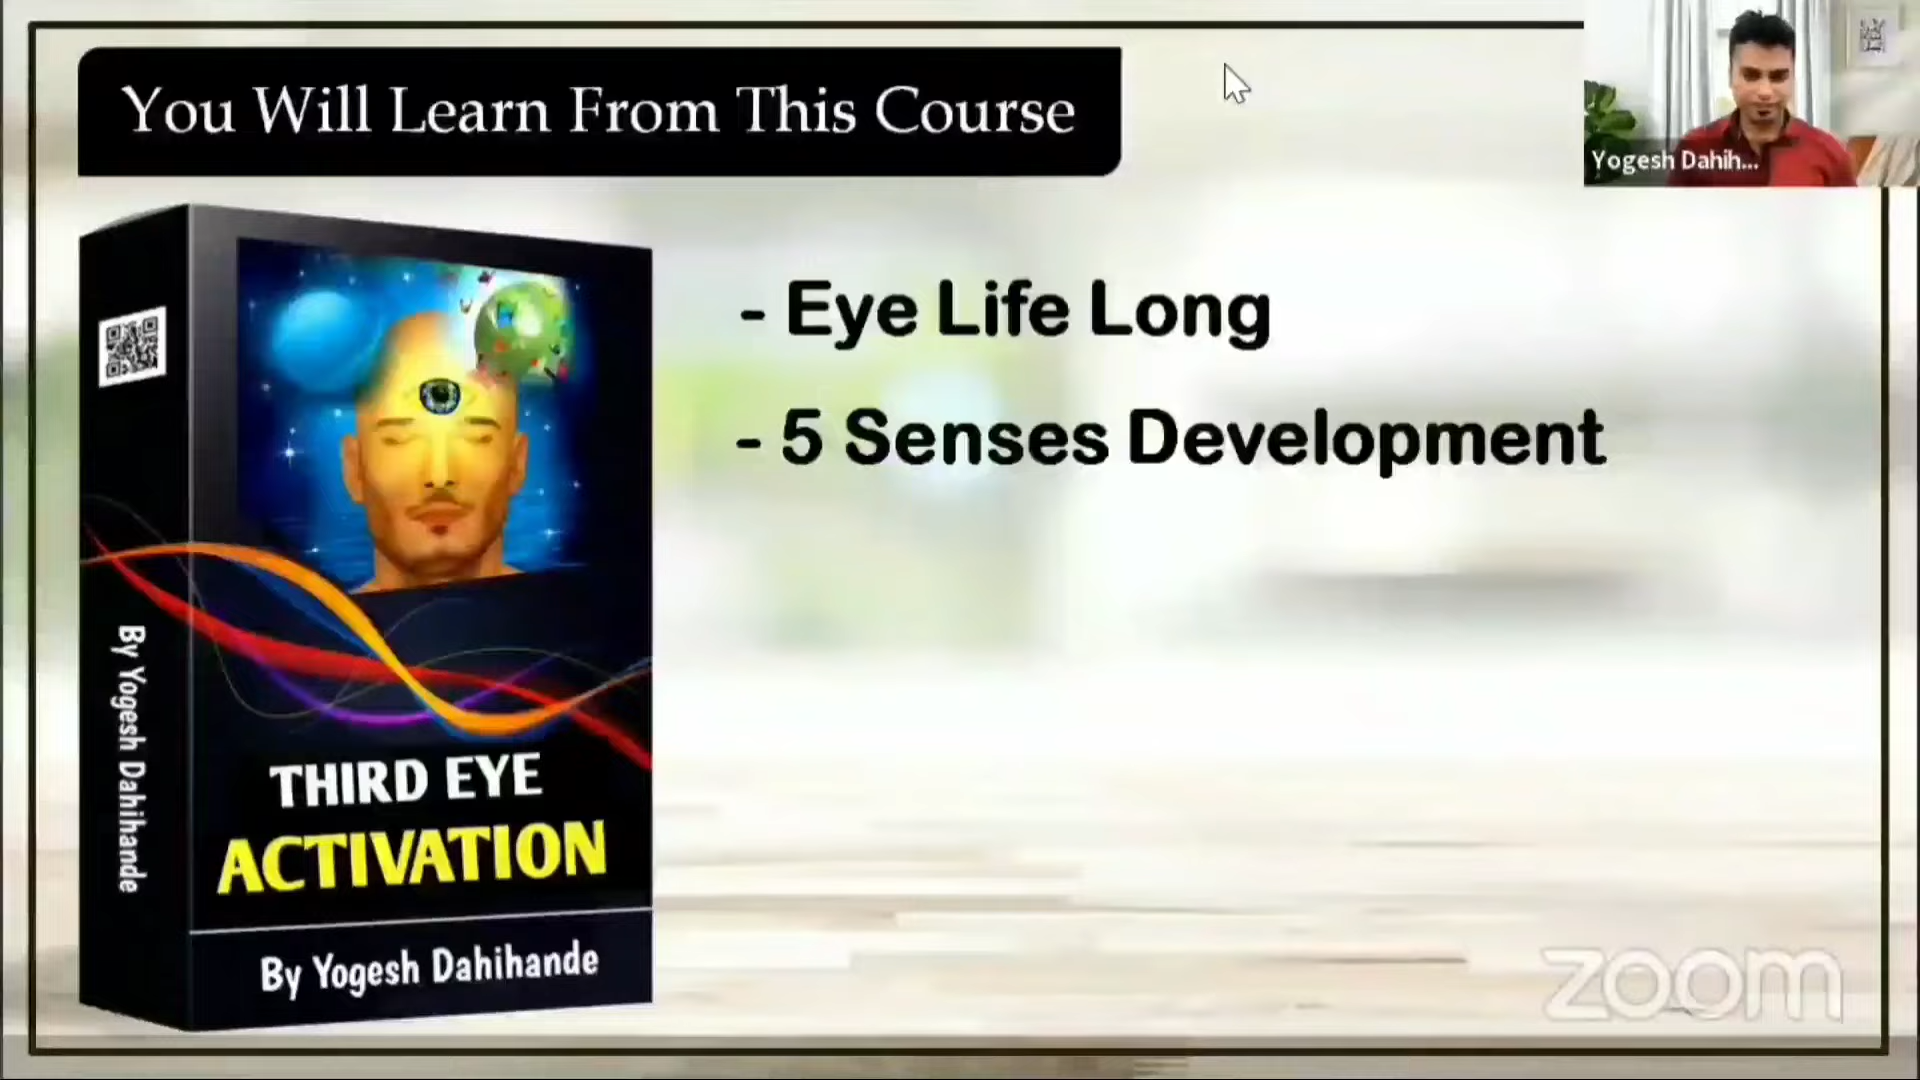 You Will Learn From This Course
Yogesh Dahih...
- Eye Life Long
- 5 Senses Development
By Yogesh Dahihande
THIRD EYE
ACTIVATION
By Yogesh Dahihande
zoom